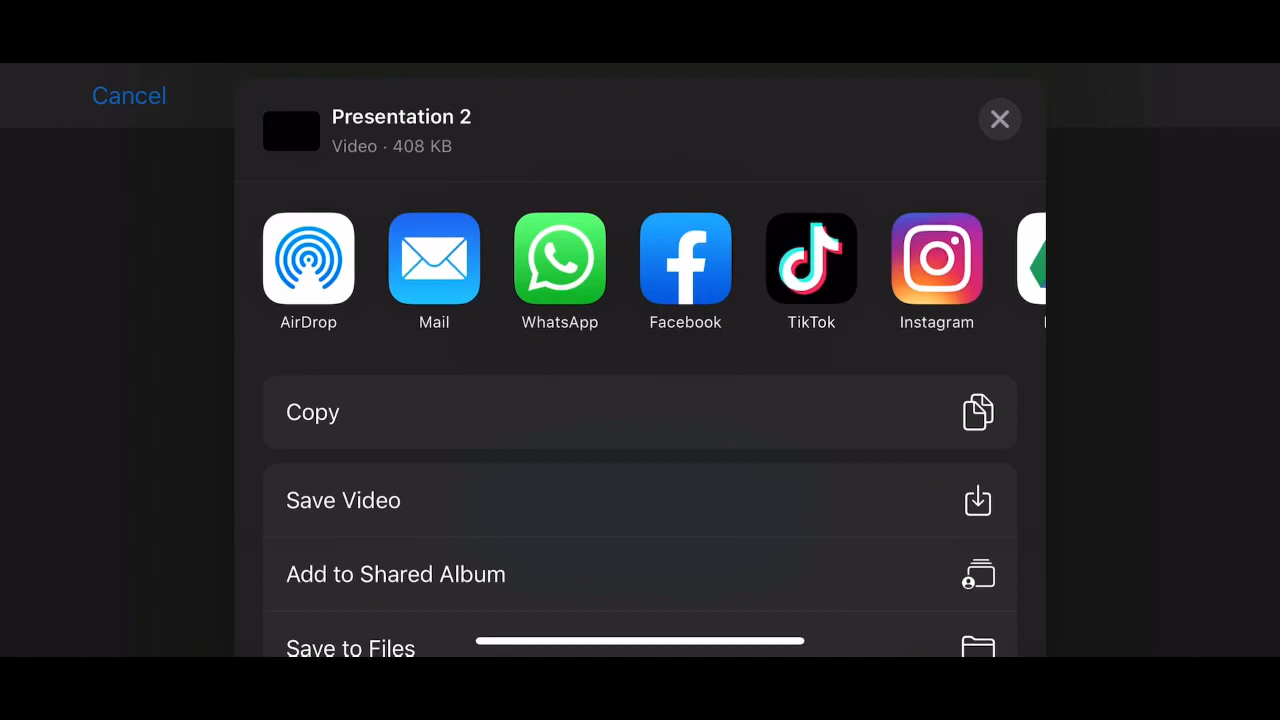 Cancel
Presentation 2
Video · 408 KB
AirDrop
Mail
WhatsApp
Facebook
TikTok
Instagram
Copy
Save Video
Add to Shared Album
Save to Files